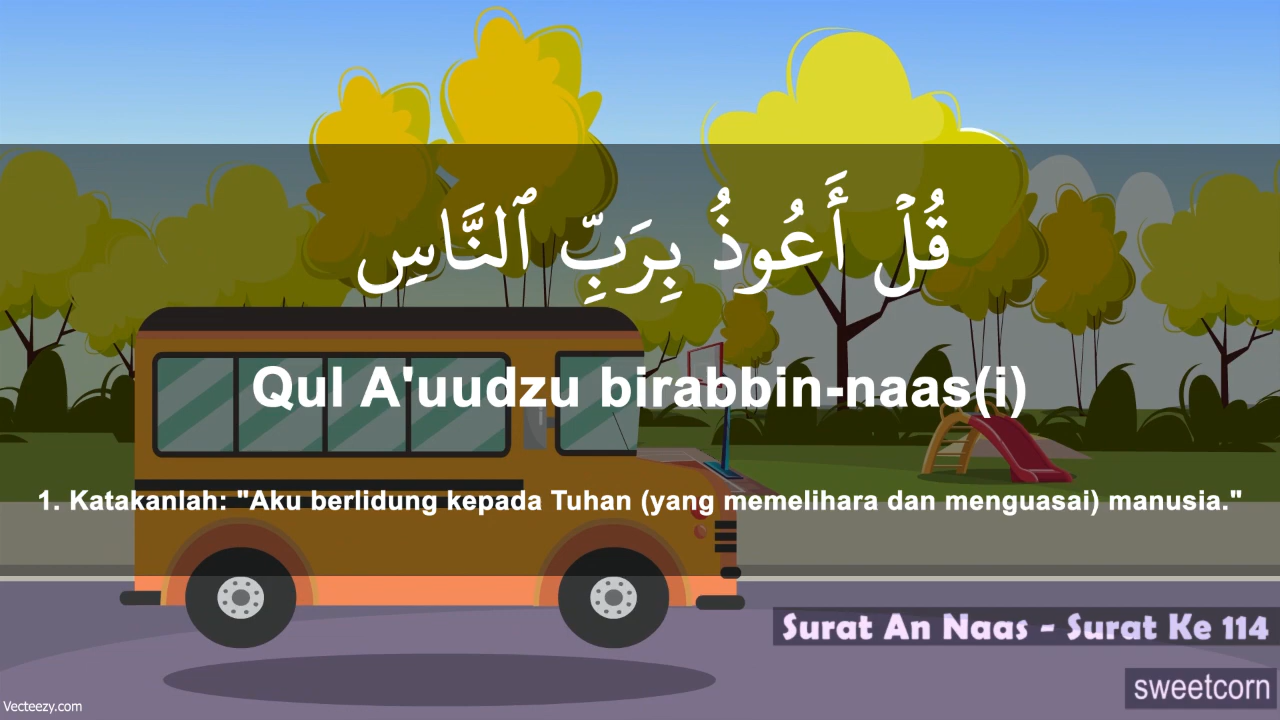 قُلْ أَعُوذُ بِرَبِّ ٱلنَّاسِ
Qul A'uudzu birabbin-naas(i)
1. Katakanlah: "Aku berlidung kepada Tuhan (yang memelihara dan menguasai) manusia."
Surat An Naas - Surat Ke 114
sweetcorn
Vecteezy.com